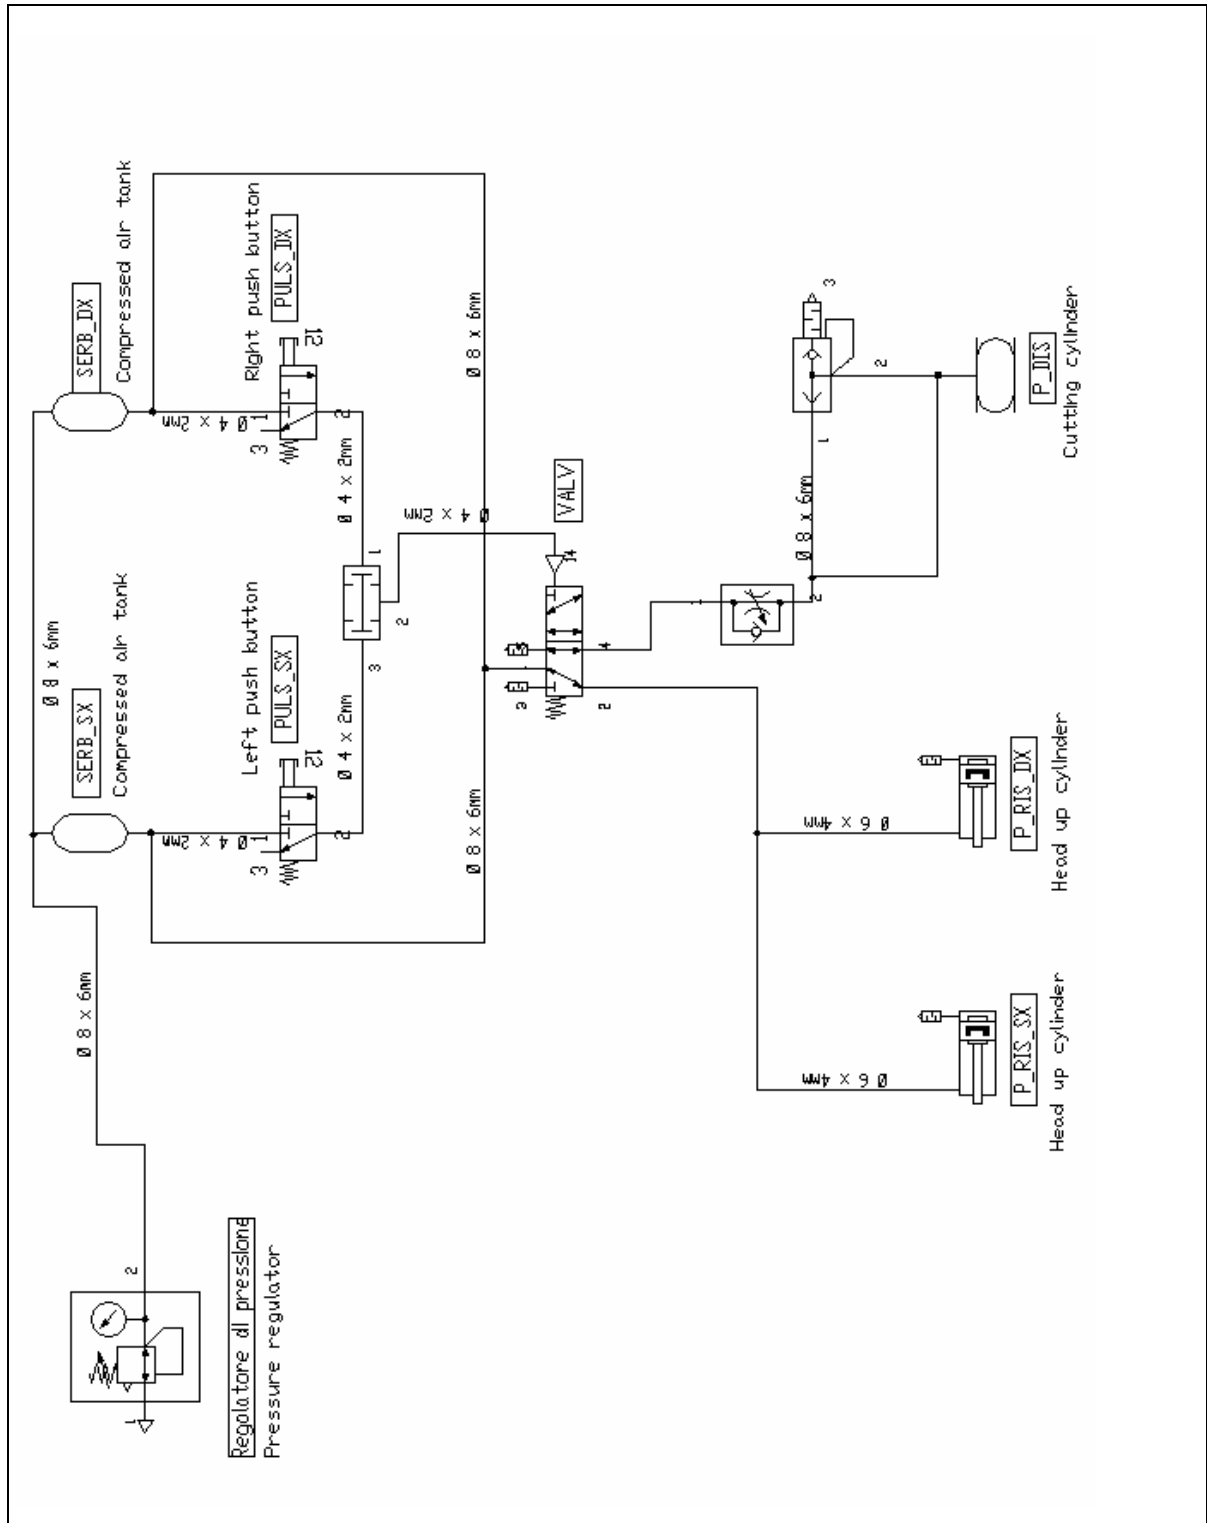 SERB_DX
Compressed air tank
Right push button
PULS_DX
12
3
1
2
Ø 4 x 2mm
Ø 4 x 2mm
Ø 8 x 6mm
Ø 8 x 6mm
SERB_SX
Compressed air tank
Left push button
PULS_SX
12
3
1
2
Ø 4 x 2mm
Ø 4 x 2mm
1
2
3
Ø 4 x 2mm
Ø 8 x 6mm
VALV
14
4
2
1
2
Ø 8 x 6mm
1
2
3
P_DIS
Cutting cylinder
Ø 6 x 4mm
P_RIS_DX
Head up cylinder
Ø 6 x 4mm
P_RIS_SX
Head up cylinder
Ø 8 x 6mm
2
1
Regolatore di pressione
Pressure regulator